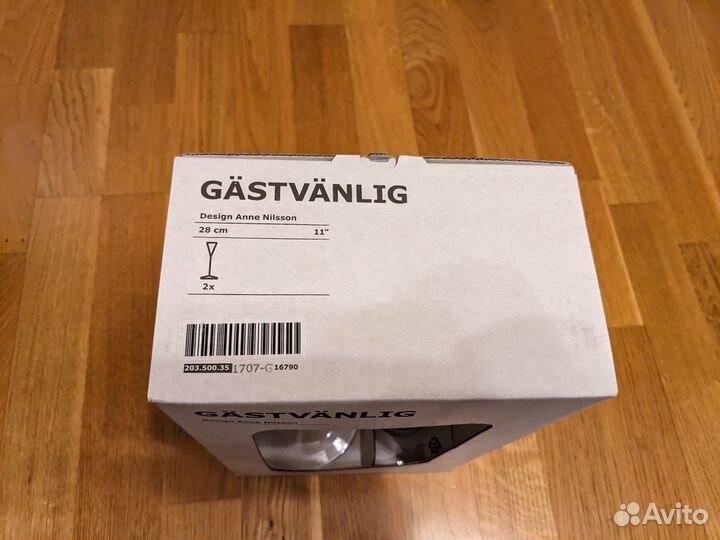 GÄSTVÄNLIG
Design Anne Nilsson
28 cm 11"
2x
203.500.35 1707-G 16790
GÄSTVÄNLIG
Design Anne Nilsson
Avito